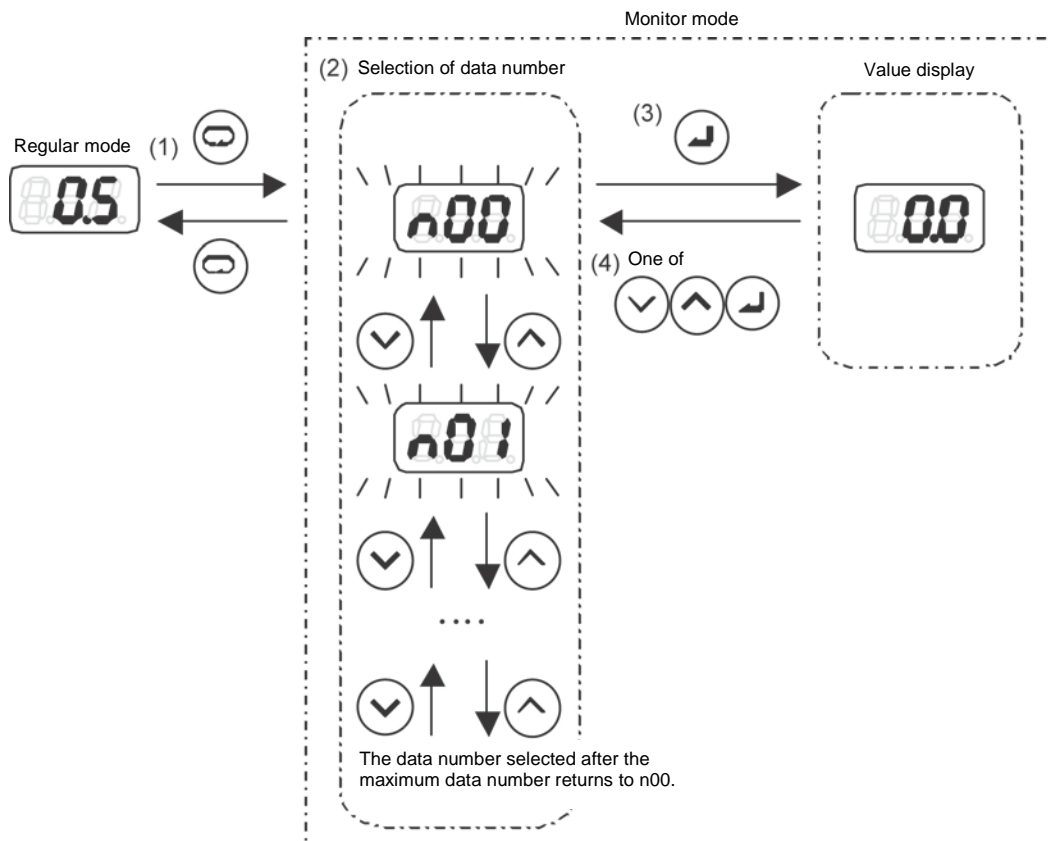 Monitor mode
(2) Selection of data number
Value display
Regular mode
(1)
(3)
0.5
n00
0.0
(4) One of
n01
....
The data number selected after the
maximum data number returns to n00.